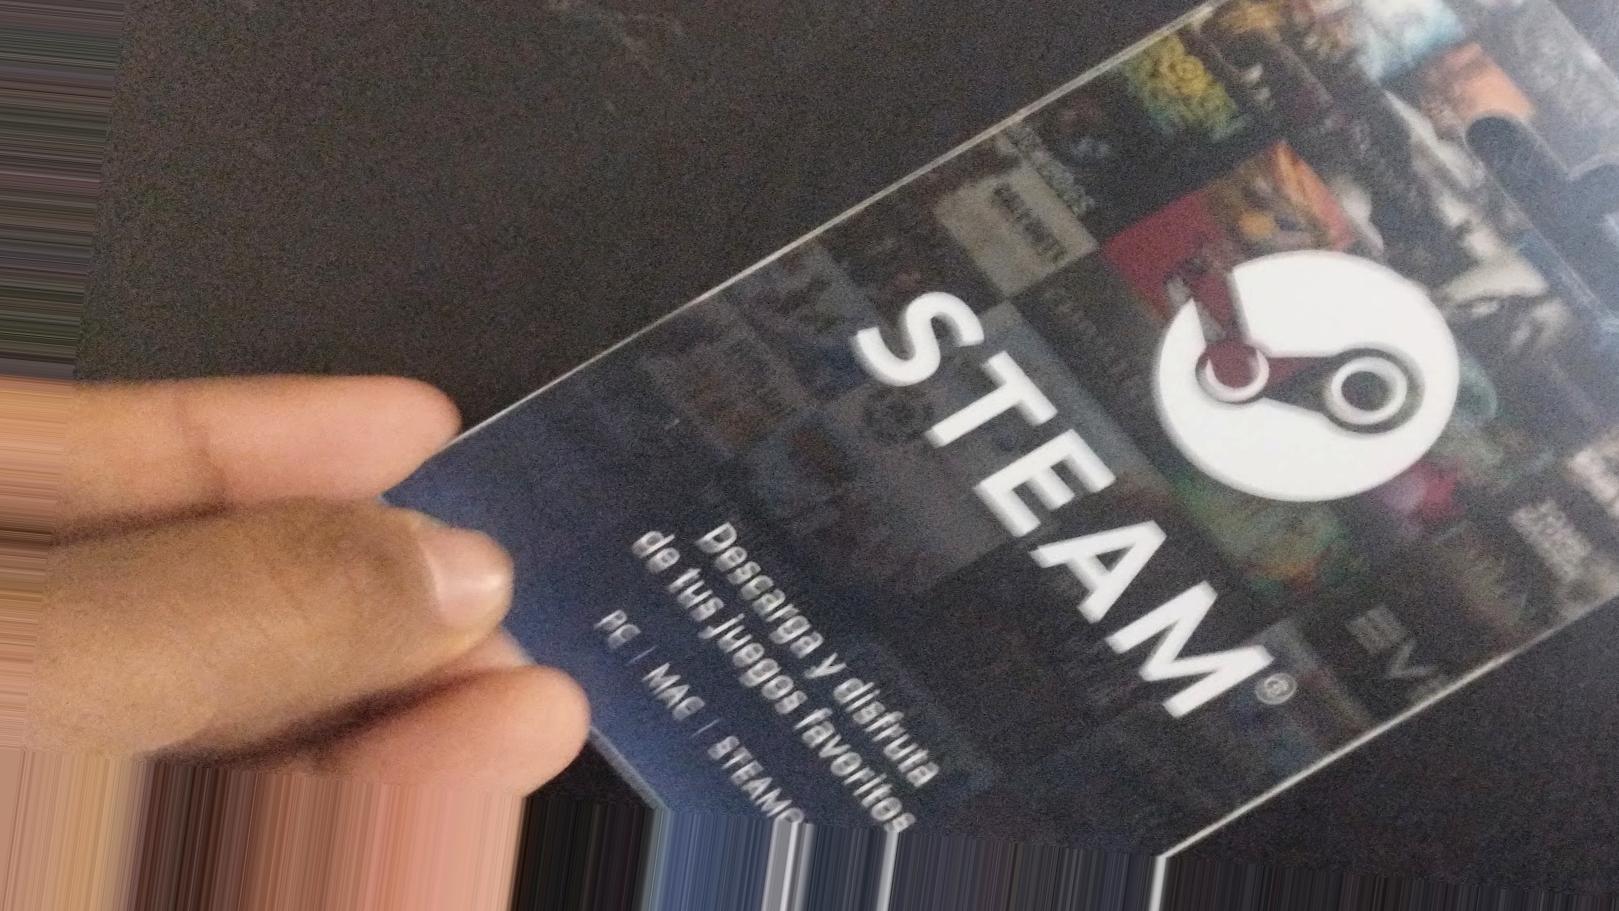 STEAM®
Descarga y disfruta
de tus juegos favoritos
PC | MAC | STEAMO